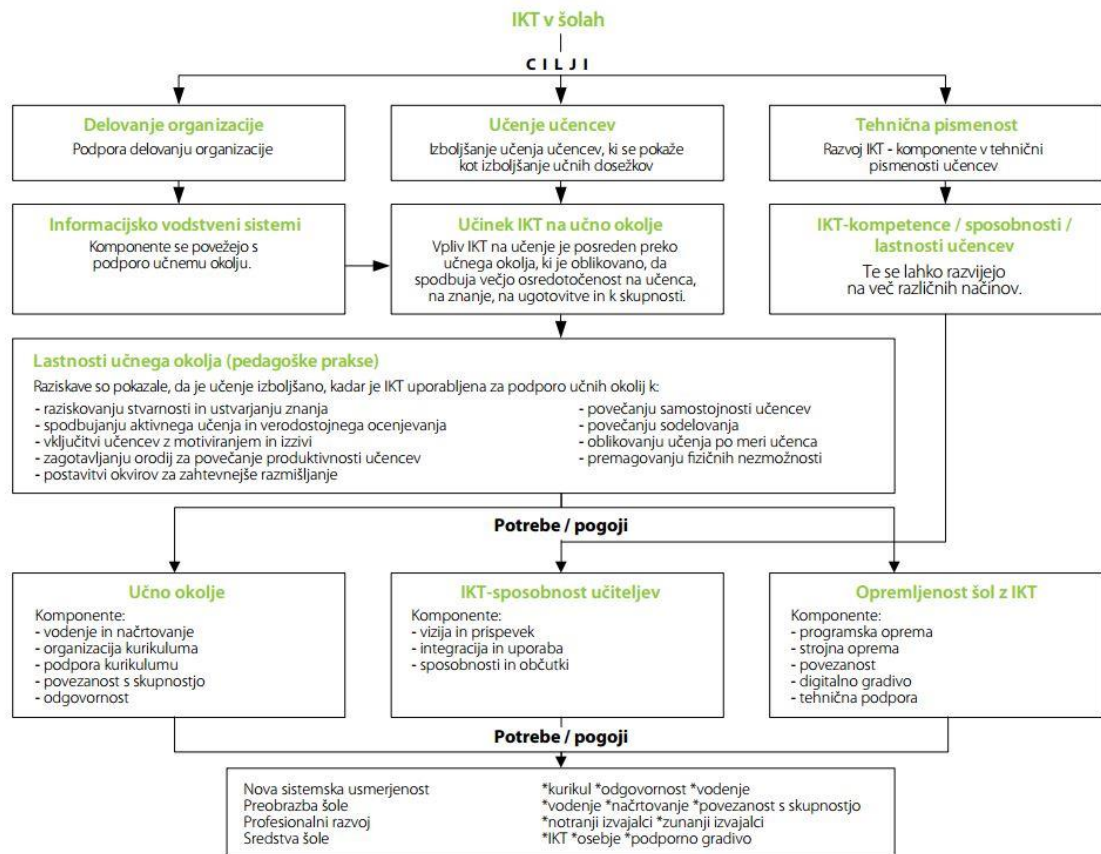 IKT v šolah
C I L J I
Delovanje organizacije
Podpora delovanju organizacije
Učenje učencev
Izboljšanje učenja učencev, ki se pokaže
kot izboljšanje učnih dosežkov
Tehnična pismenost
Razvoj IKT - komponente v tehnični
pismenosti učencev
Informacijsko vodstveni sistemi
Komponente se povežejo s
podporo učnemu okolju.
Učinek IKT na učno okolje
Vpliv IKT na učenje je posreden preko
učnega okolja, ki je oblikovano, da
spodbuja večjo osredotočenost na učenca,
na znanje, na ugotovitve in k skupnosti.
IKT-kompetence / sposobnosti /
lastnosti učencev
Te se lahko razvijejo
na več različnih načinov.
Lastnosti učnega okolja (pedagoške prakse)
Raziskave so pokazale, da je učenje izboljšano, kadar je IKT uporabljena za podporo učnih okolij k:
- raziskovanju stvarnosti in ustvarjanju znanja
- spodbujanju aktivnega učenja in verodostojnega ocenjevanja
- vključitvi učencev z motiviranjem in izzivi
- zagotavljanju orodij za povečanje produktivnosti učencev
- postavitvi okvirov za zahtevnejše razmišljanje
- povečanju samostojnosti učencev
- povečanju sodelovanja
- oblikovanju učenja po meri učenca
- premagovanju fizičnih nezmožnosti
Potrebe / pogoji
Učno okolje
Komponente:
- vodenje in načrtovanje
- organizacija kurikuluma
- podpora kurikulumu
- povezanost s skupnostjo
- odgovornost
IKT-sposobnost učiteljev
Komponente:
- vizija in prispevek
- integracija in uporaba
- sposobnosti in občutki
Opremljenost šol z IKT
Komponente:
- programska oprema
- strojna oprema
- povezanost
- digitalno gradivo
- tehnična podpora
Potrebe / pogoji
Nova sistemska usmerjenost *kurikul *odgovornost *vodenje
Preobrazba šole *vodenje *načrtovanje *povezanost s skupnostjo
Profesionalni razvoj *notranji izvajalci *zunanji izvajalci
Sredstva šole *IKT *osebje *podporno gradivo